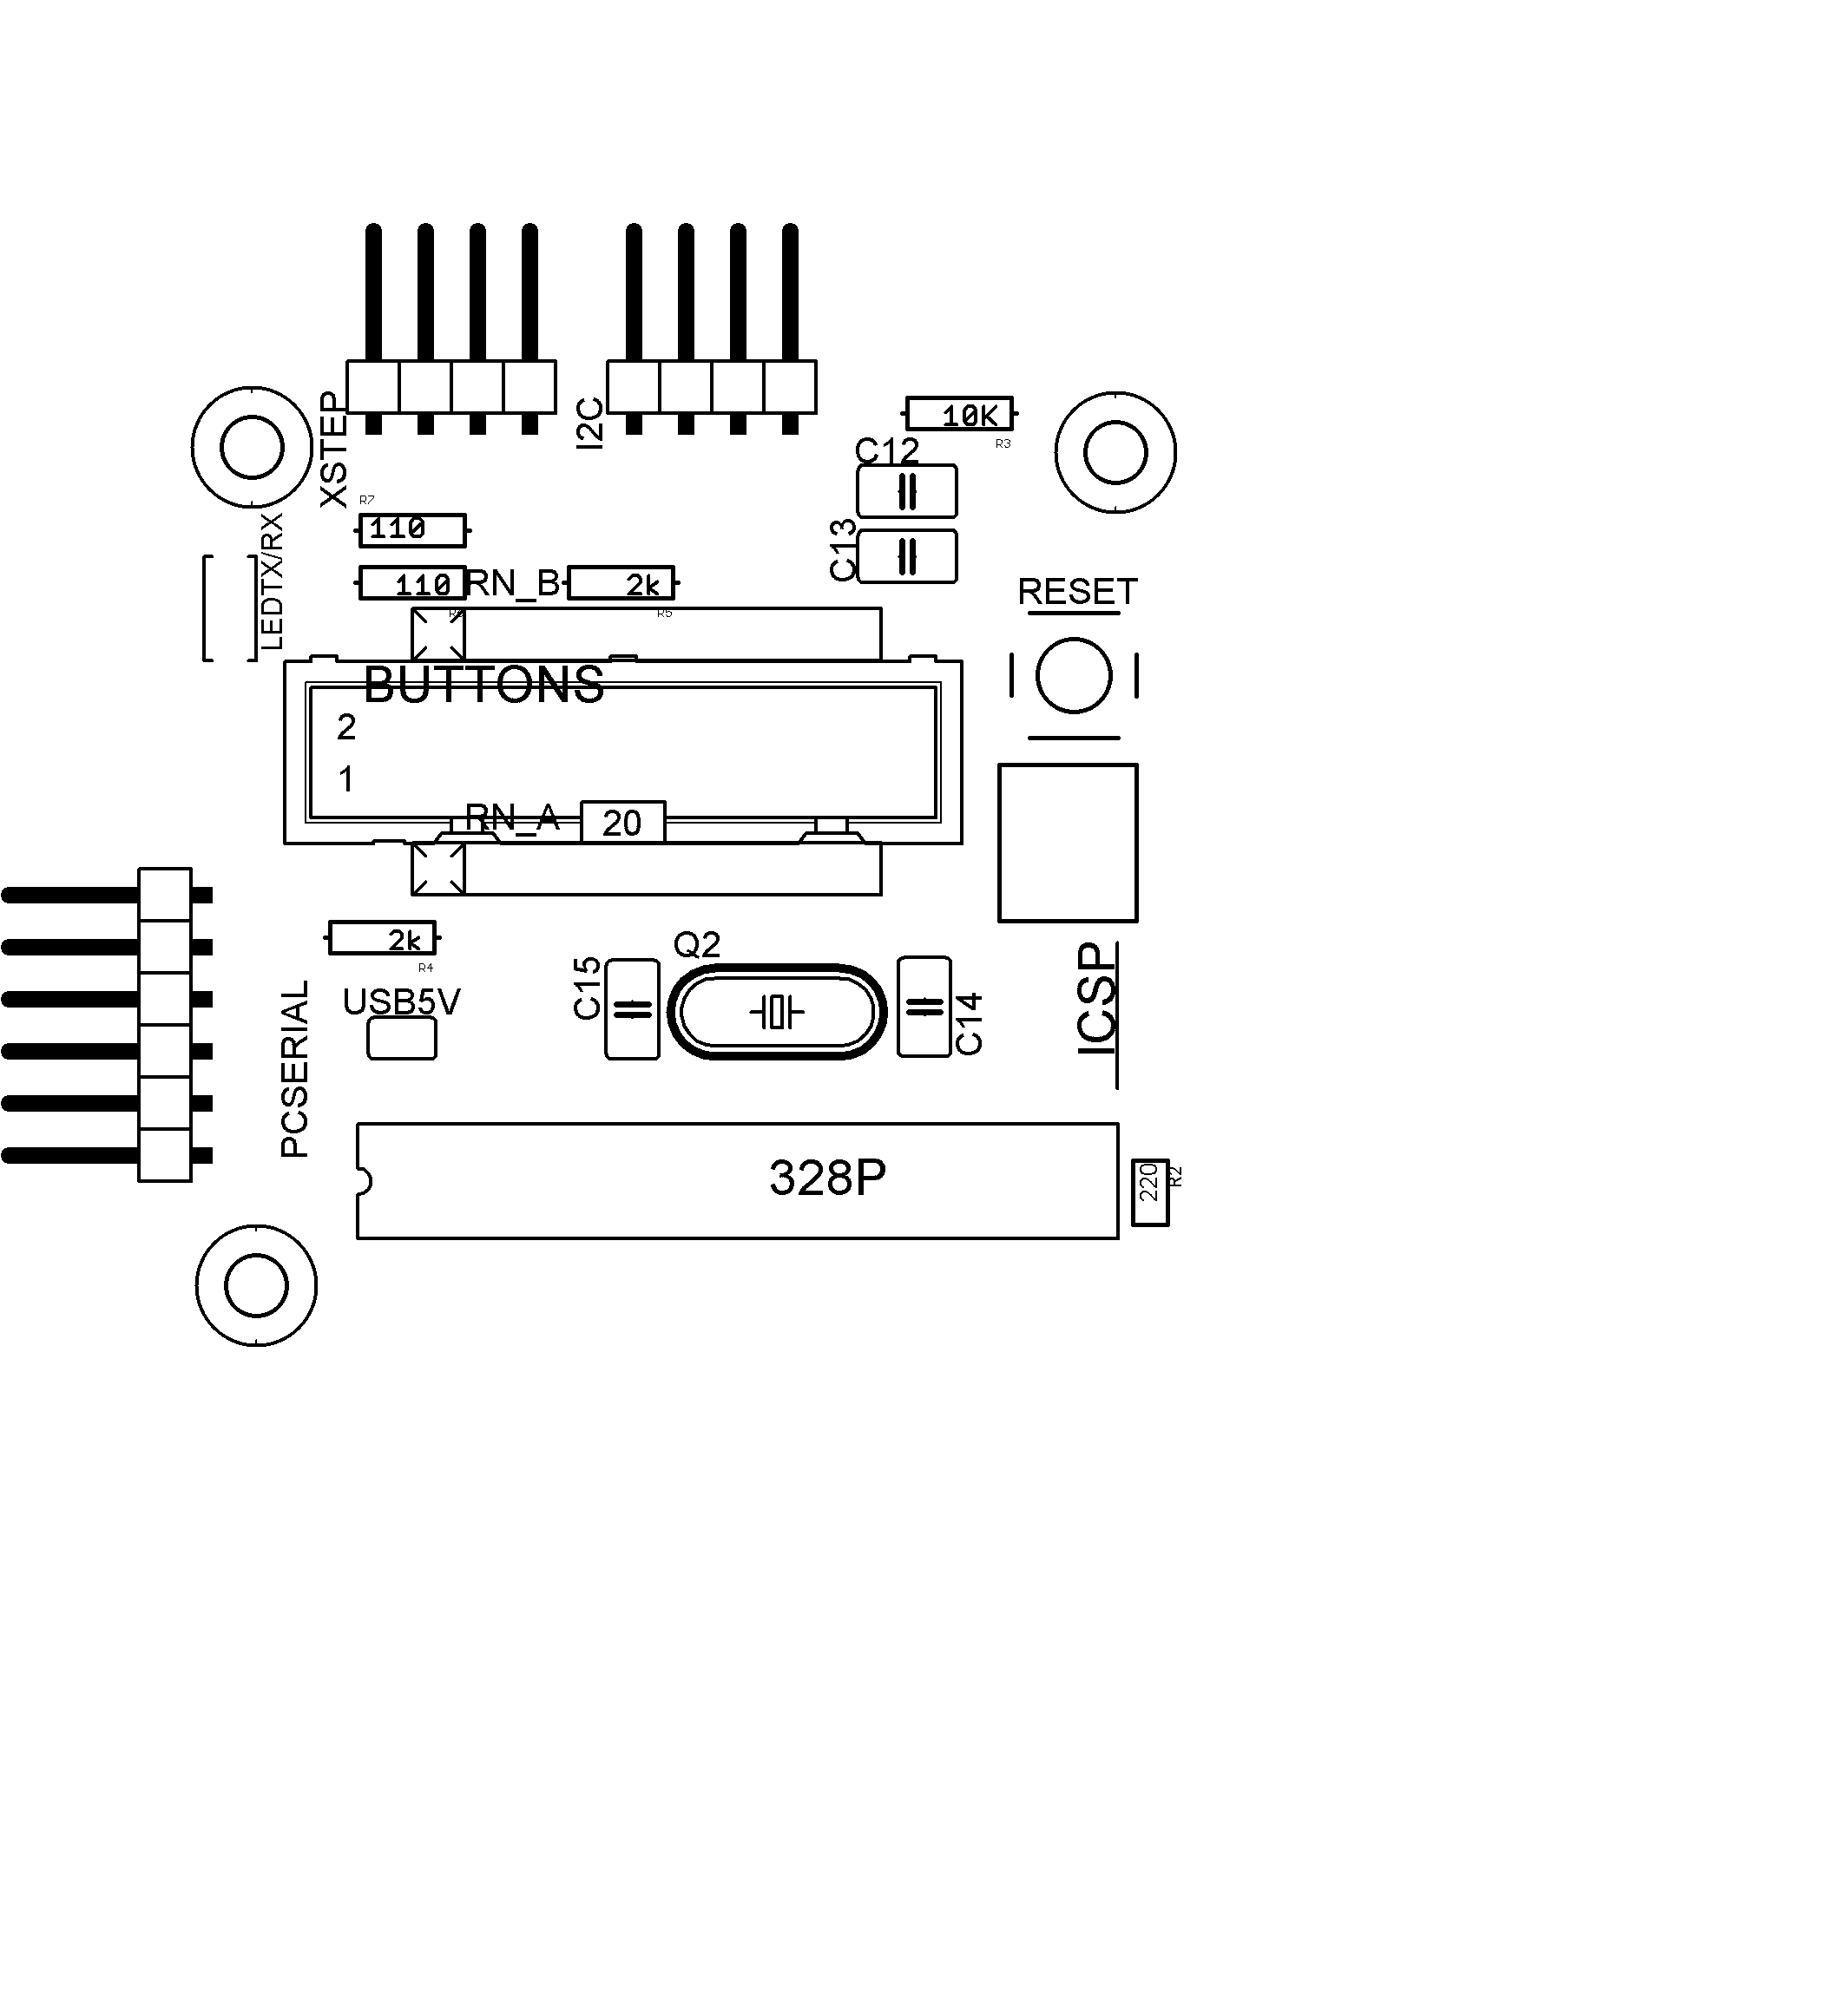 XSTEP
I2C
10K
R3
C12
R7
110
C13
LEDTX/RX
110
RN_B
2k
R5
RESET
BUTTONS
2
1
RN_A
20
2k
R4
Q2
C15
C14
USB5V
ICSP
PCSERIAL
328P
220
R2